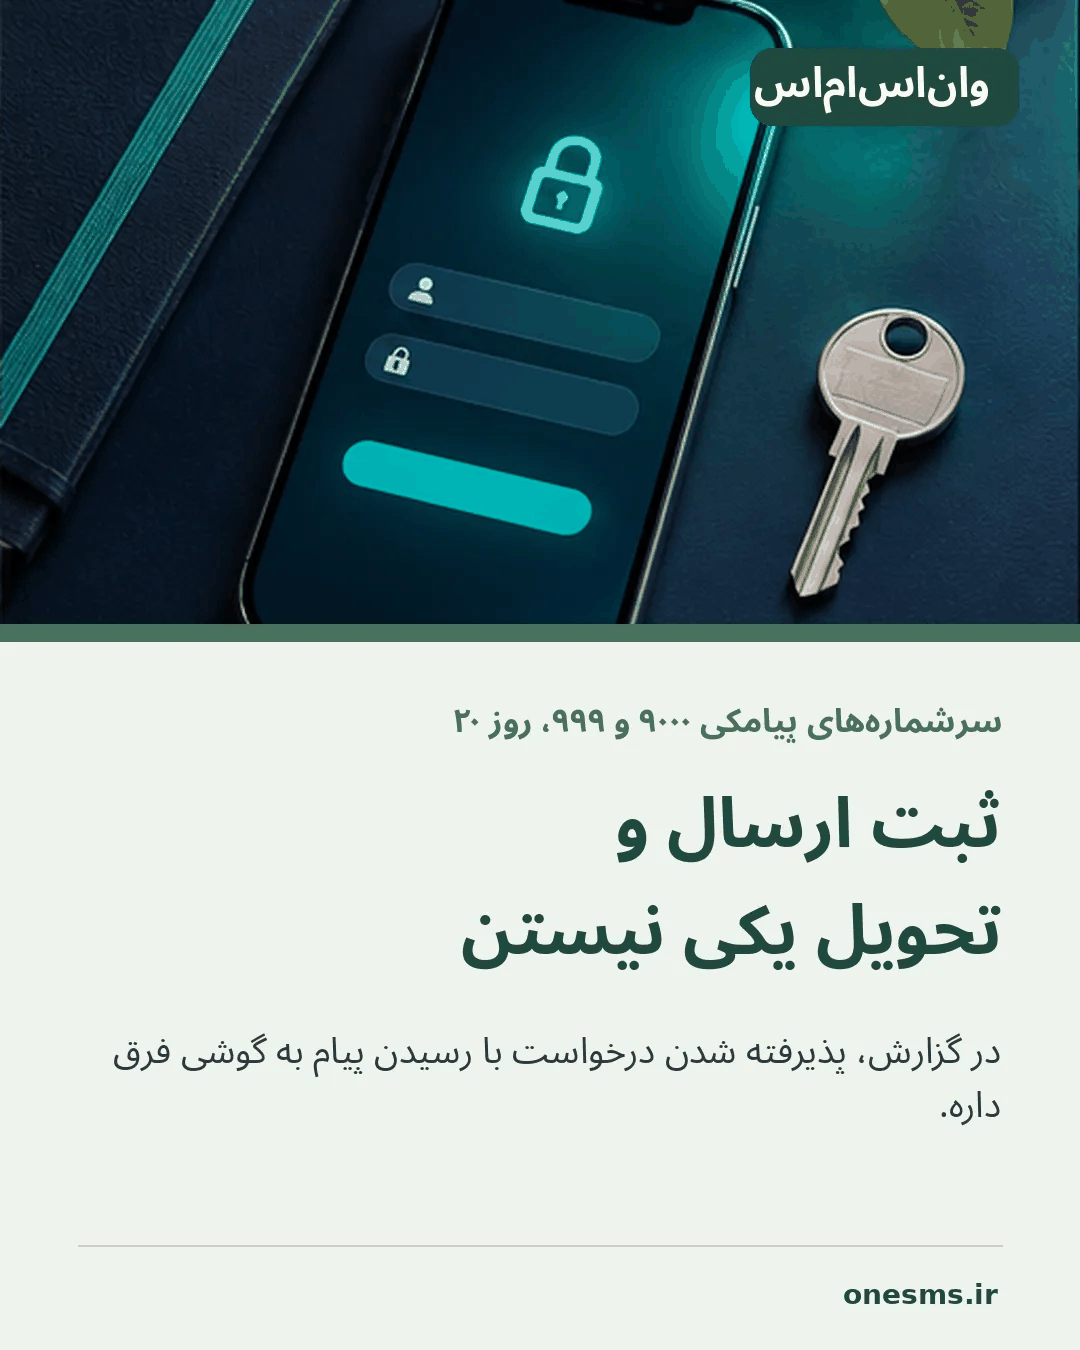 وان‌اس‌ام‌اس
سرشماره‌های پیامکی ۹۰۰۰ و ۹۹۹، روز ۲۰
ثبت ارسال و
تحویل یکی نیستن
در گزارش، پذیرفته شدن درخواست با رسیدن پیام به گوشی فرق
داره.
onesms.ir